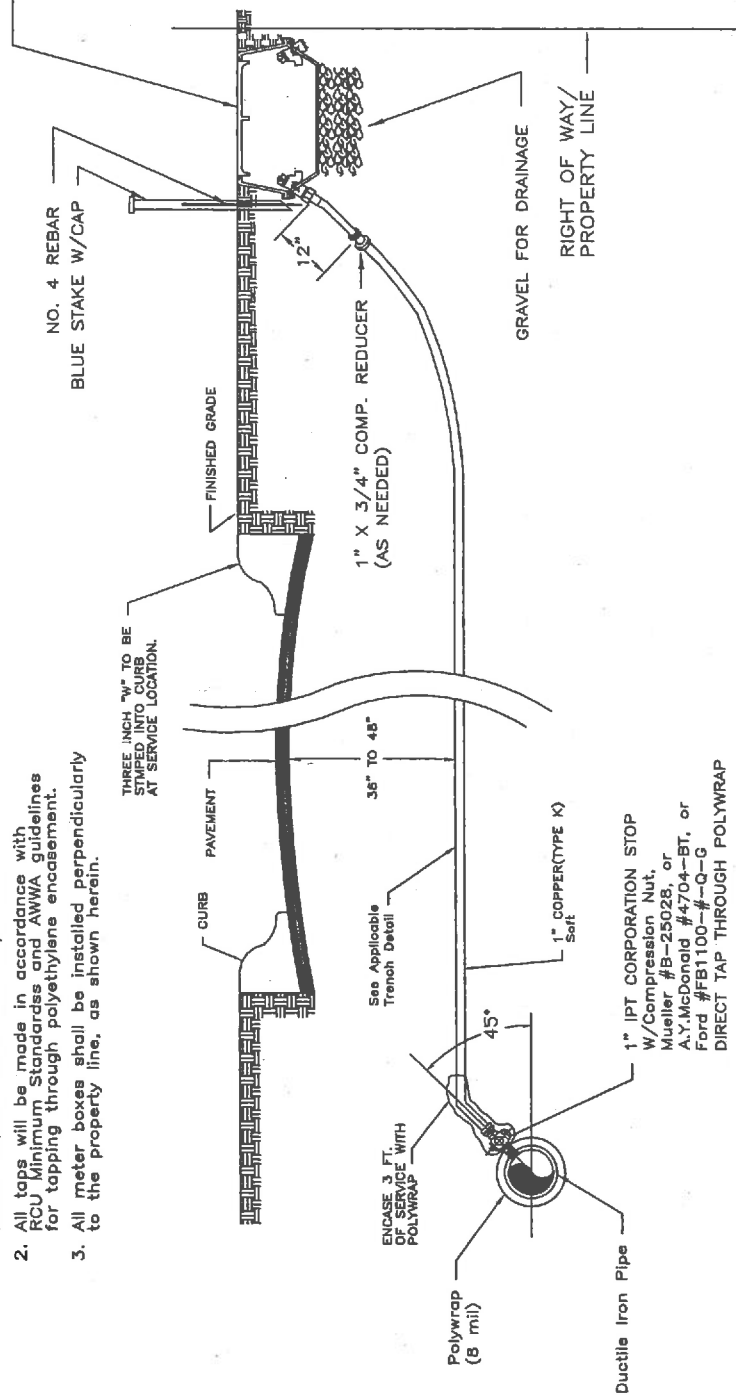 2. All taps will be made in accordance with
RCU Minimum Standardss and AWWA guidelines
for tapping through polyethylene encasement.
3. All meter boxes shall be installed perpendicularly
to the property line, as shown herein.
NO. 4 REBAR
BLUE STAKE W/CAP
THREE INCH "W" TO BE
STMPED INTO CURB
AT SERVICE LOCATION.
FINISHED GRADE
CURB
PAVEMENT
12"
1" X 3/4" COMP. REDUCER
(AS NEEDED)
GRAVEL FOR DRAINAGE
RIGHT OF WAY/
PROPERTY LINE
36" TO 48"
See Applicable
Trench Detail
1" COPPER(TYPE K)
Soft
45°
ENCASE 3 FT.
OF SERVICE WITH
POLYWRAP
Polywrap
(8 mil)
Ductile Iron Pipe
1" IPT CORPORATION STOP
W/Compression Nut,
Mueller #B-25028, or
A.Y.McDonald #4704-BT, or
Ford #FB1100-#-Q-G
DIRECT TAP THROUGH POLYWRAP